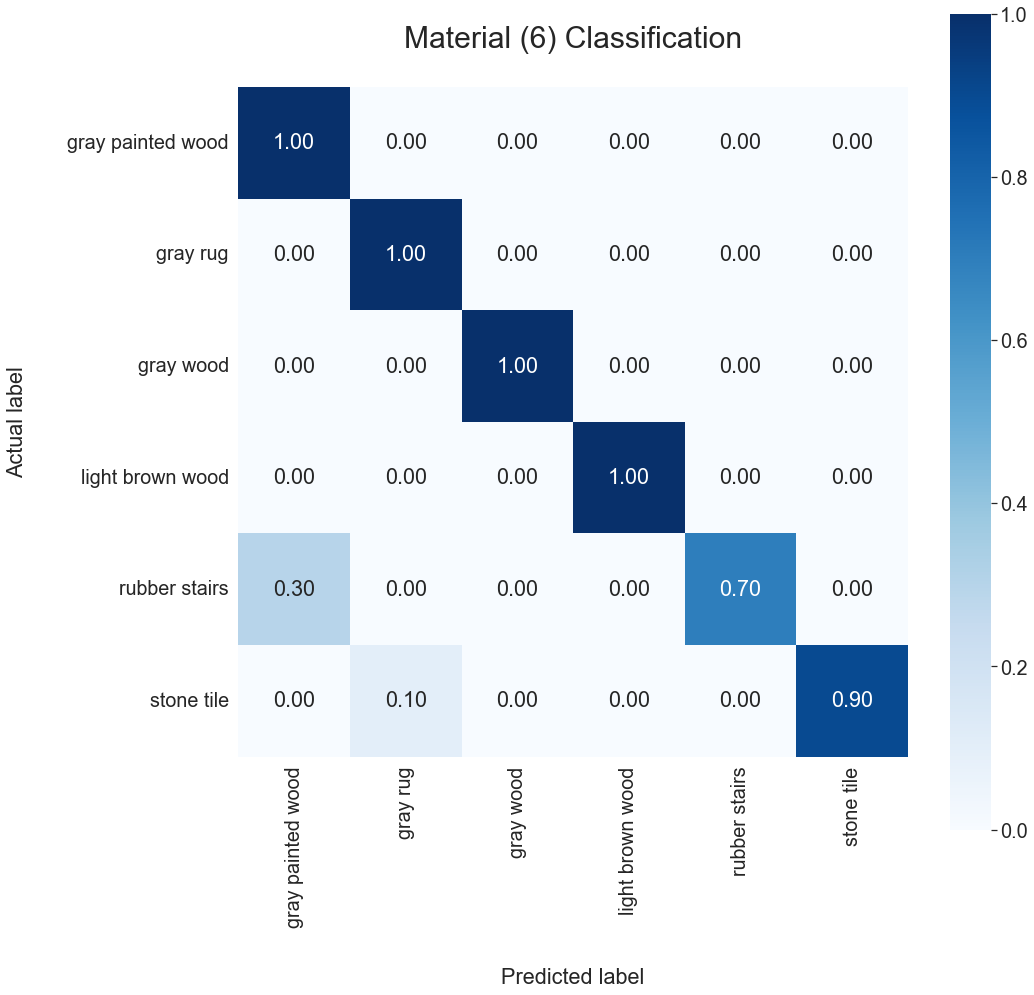 Material (6) Classification
1.0
0.8
0.6
0.4
0.2
0.0
Actual label
gray painted wood 1.00 0.00 0.00 0.00 0.00 0.00
gray rug 0.00 1.00 0.00 0.00 0.00 0.00
gray wood 0.00 0.00 1.00 0.00 0.00 0.00
light brown wood 0.00 0.00 0.00 1.00 0.00 0.00
rubber stairs 0.30 0.00 0.00 0.00 0.70 0.00
stone tile 0.00 0.10 0.00 0.00 0.00 0.90
gray painted wood
gray rug
gray wood
light brown wood
rubber stairs
stone tile
Predicted label